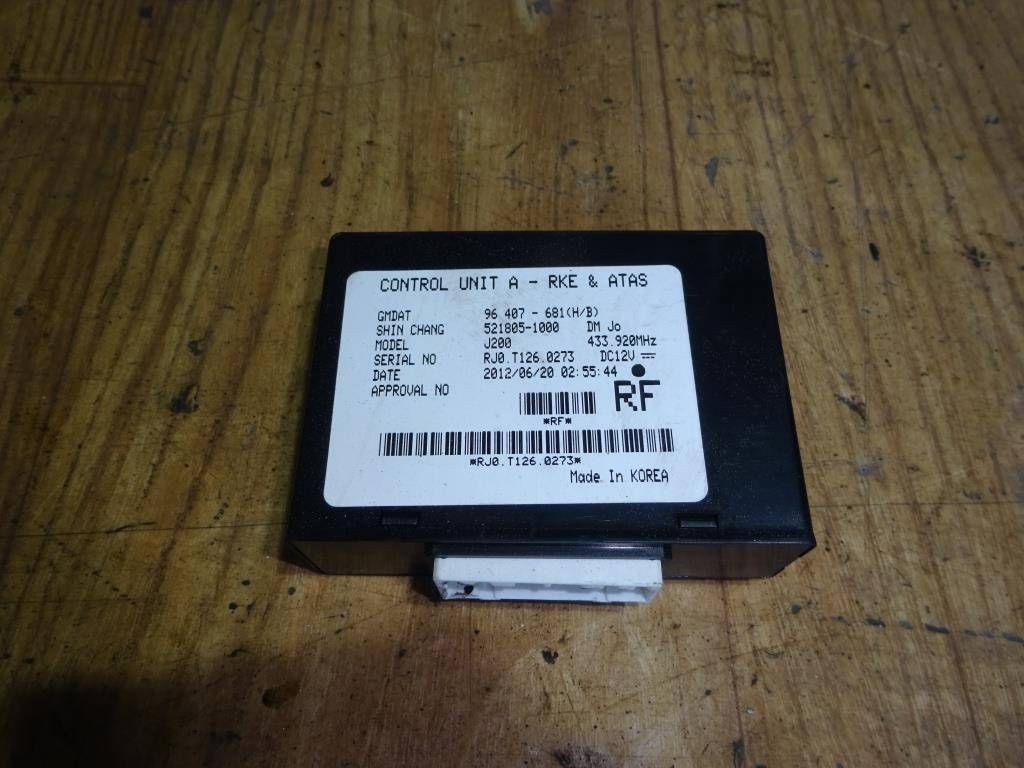 CONTROL UNIT A - RKE & ATAS
GMDAT 96 407 - 681(H/B)
SHIN CHANG 521805-1000 DM Jo
MODEL J200 433.920MHz
SERIAL NO RJ0.T126.0273 DC12V
DATE 2012/06/20 02:55:44
APPROVAL NO
RF
*RF*
*RJ0.T126.0273*
Made In KOREA